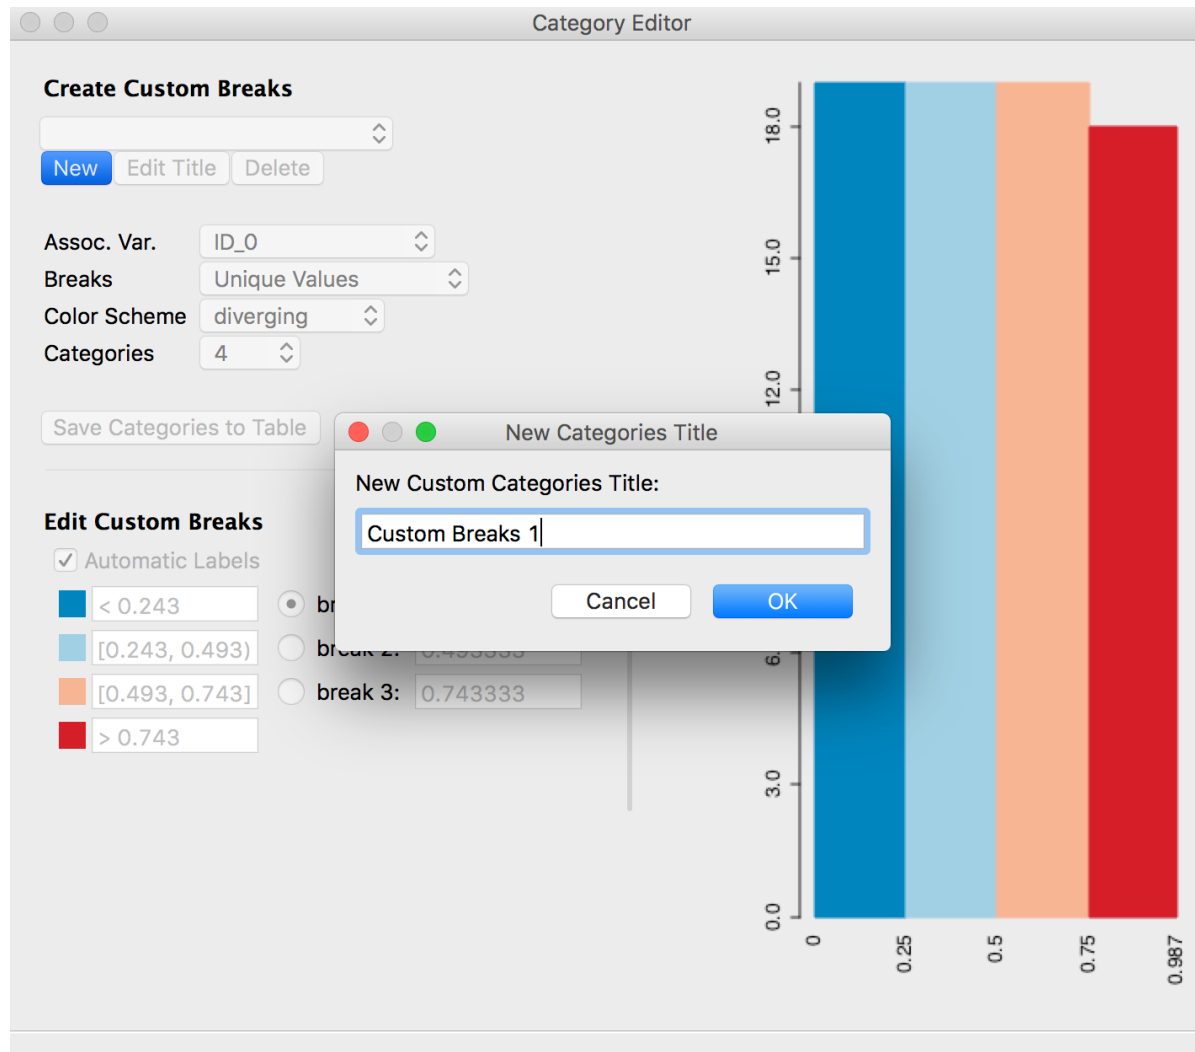 Category Editor
Create Custom Breaks
New Edit Title Delete
Assoc. Var. ID_0
Breaks Unique Values
Color Scheme diverging
Categories 4
Save Categories to Table
New Categories Title
New Custom Categories Title:
Custom Breaks 1
Cancel OK
Edit Custom Breaks
Automatic Labels
< 0.243
[0.243, 0.493) break 2: 0.493333
[0.493, 0.743] break 3: 0.743333
> 0.743
18.0
15.0
12.0
3.0
0.0
0 0.25 0.5 0.75 0.987